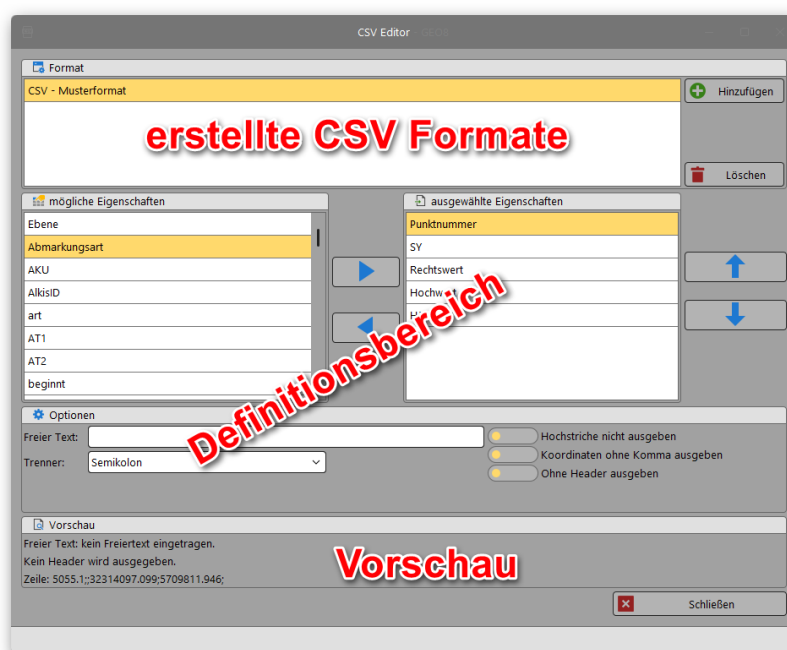 CSV Editor
Format
CSV - Musterformat
Hinzufügen
erstellte CSV Formate
Löschen
mögliche Eigenschaften
ausgewählte Eigenschaften
Ebene
Punktnummer
Abmarkungsart
SY
AKU
Rechtswert
AlkisID
art
AT1
AT2
beginnt
Definitionsbereich
Optionen
Freier Text:
Hochstriche nicht ausgeben
Koordinaten ohne Komma ausgeben
Trenner:
Semikolon
Ohne Header ausgeben
Vorschau
Freier Text: kein Freiertext eingetragen.
Kein Header wird ausgegeben.
Vorschau
Zeile: 5055.1;;32314097.099;5709811.946;
Schließen